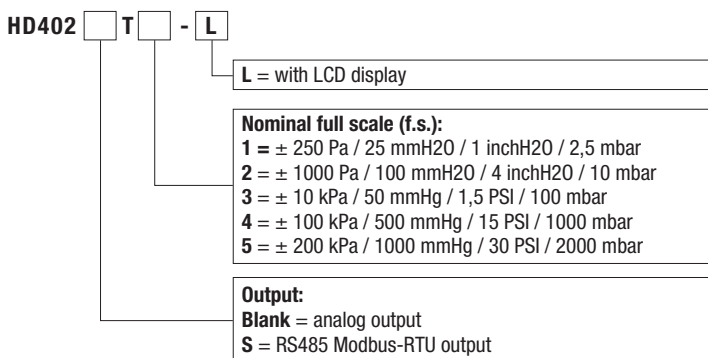 HD402 T - L
L = with LCD display
Nominal full scale (f.s.):
1 = ± 250 Pa / 25 mmH2O / 1 inchH2O / 2,5 mbar
2 = ± 1000 Pa / 100 mmH2O / 4 inchH2O / 10 mbar
3 = ± 10 kPa / 50 mmHg / 1,5 PSI / 100 mbar
4 = ± 100 kPa / 500 mmHg / 15 PSI / 1000 mbar
5 = ± 200 kPa / 1000 mmHg / 30 PSI / 2000 mbar
Output:
Blank = analog output
S = RS485 Modbus-RTU output